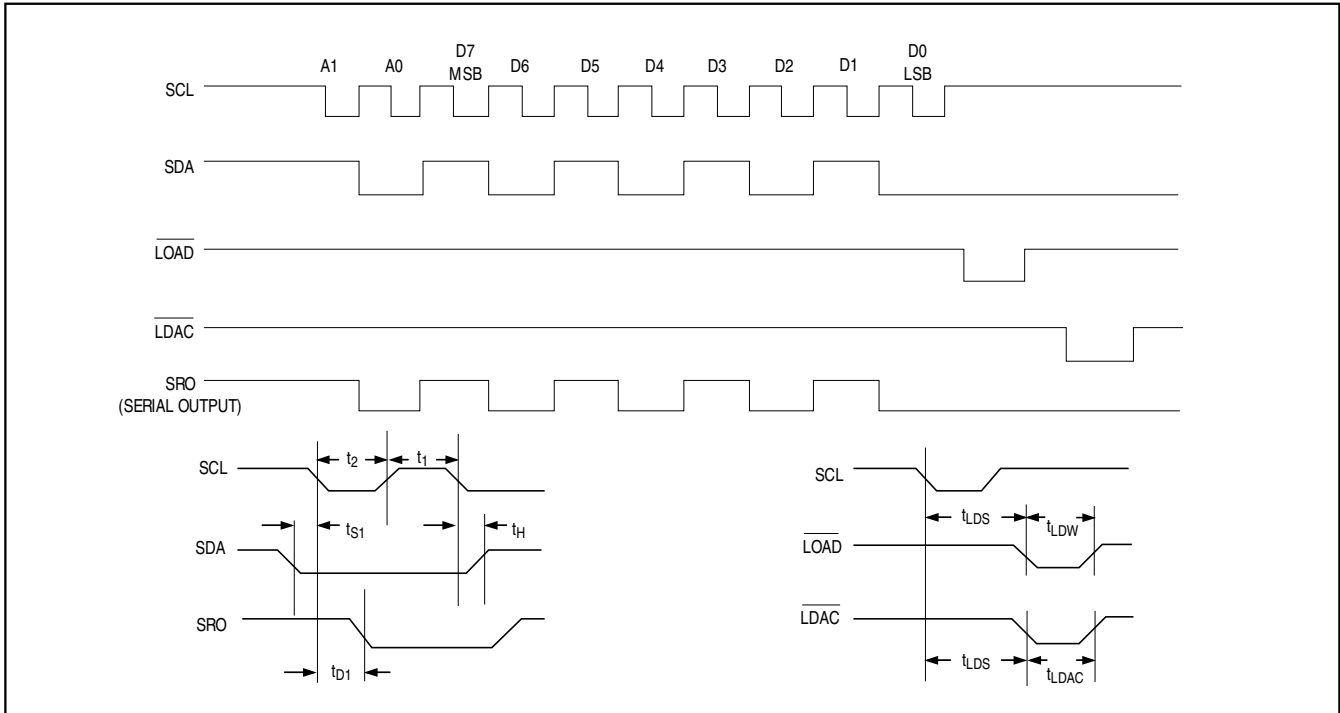 A1 A0 D7 MSB D6 D5 D4 D3 D2 D1 D0 LSB
SCL
SDA
LOAD
LDAC
SRO
(SERIAL OUTPUT)
SCL t2 t1
tS1 tH
SDA
SRO
tD1
SCL
tLDS tLDW
LOAD
LDAC
tLDS tLDAC